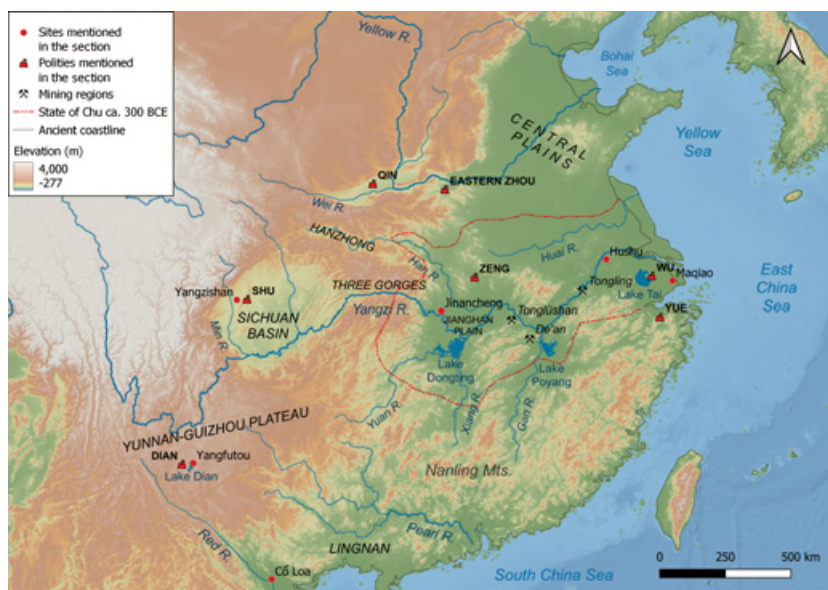 Sites mentioned
in the section
Polities mentioned
in the section
Mining regions
State of Chu ca. 300 BCE
Ancient coastline
Elevation (m)
4,000
-277
Yellow R.
Bohai
Sea
CENTRAL
PLAINS
Yellow
Sea
QIN
EASTERN ZHOU
Wei R.
HANZHONG
Han R.
Huai R.
Hushu
ZENG
WU
Maqiao
Tongling
Lake Tai
East
China
Sea
THREE GORGES
Yangzishan
SHU
SICHUAN
BASIN
Min R.
Yangzi R.
Jinancheng
JIANGHAN
PLAIN
Tonglüshan
De'an
YUE
Lake
Dongting
Lake
Poyang
Yuan R.
Xiang R.
Gan R.
YUNNAN-GUIZHOU PLATEAU
DIAN
Yangfutou
Lake Dian
Nanling Mts.
Red R.
Pearl R.
LINGNAN
Cổ Loa
South China Sea
0 250 500 km